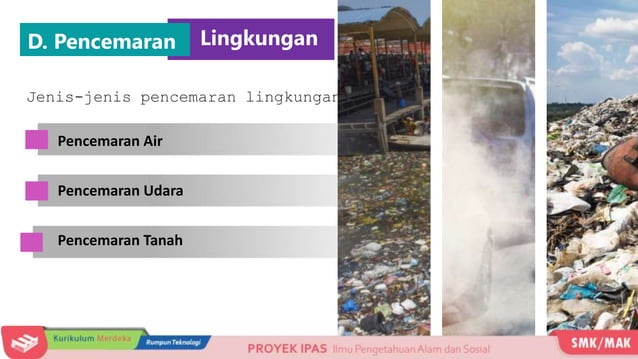 D. Pencemaran Lingkungan
Jenis-jenis pencemaran lingkungan
Pencemaran Air
Pencemaran Udara
Pencemaran Tanah
Kurikulum Merdeka
Rumpun Teknologi
PROYEK IPAS Ilmu Pengetahuan Alam dan Sosial
SMK/MAK